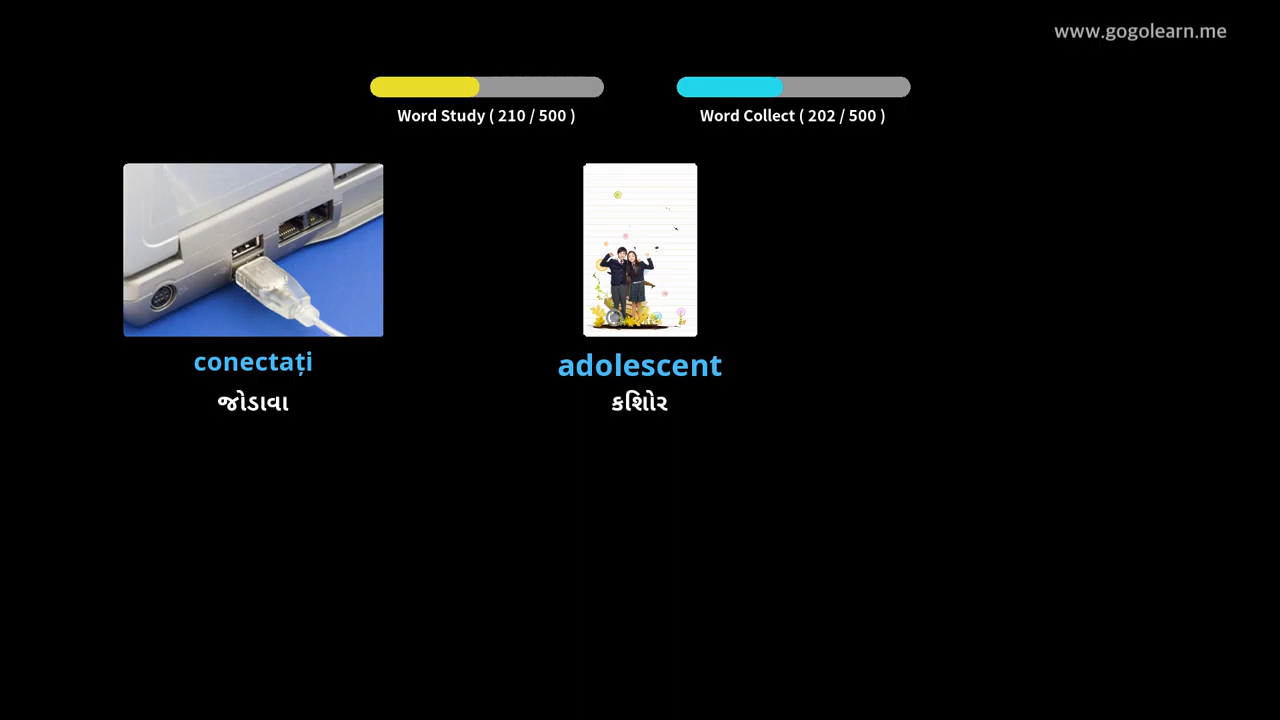 www.gogolearn.me
Word Study ( 210 / 500 )
Word Collect ( 202 / 500 )
conectați
જોડાવા
adolescent
કિશોર